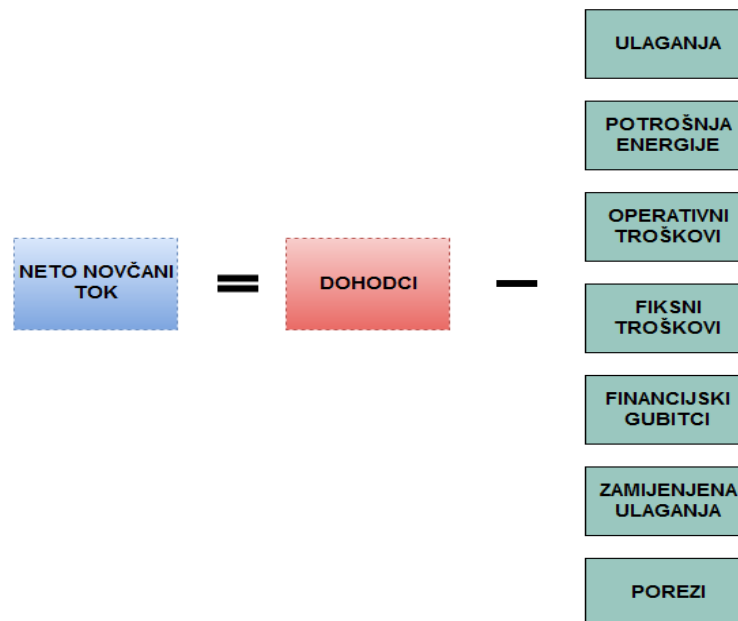 NETO NOVČANI
TOK
=
DOHODCI
−
ULAGANJA
POTROŠNJA
ENERGIJE
OPERATIVNI
TROŠKOVI
FIKSNI
TROŠKOVI
FINANCIJSKI
GUBITCI
ZAMIJENJENA
ULAGANJA
POREZI